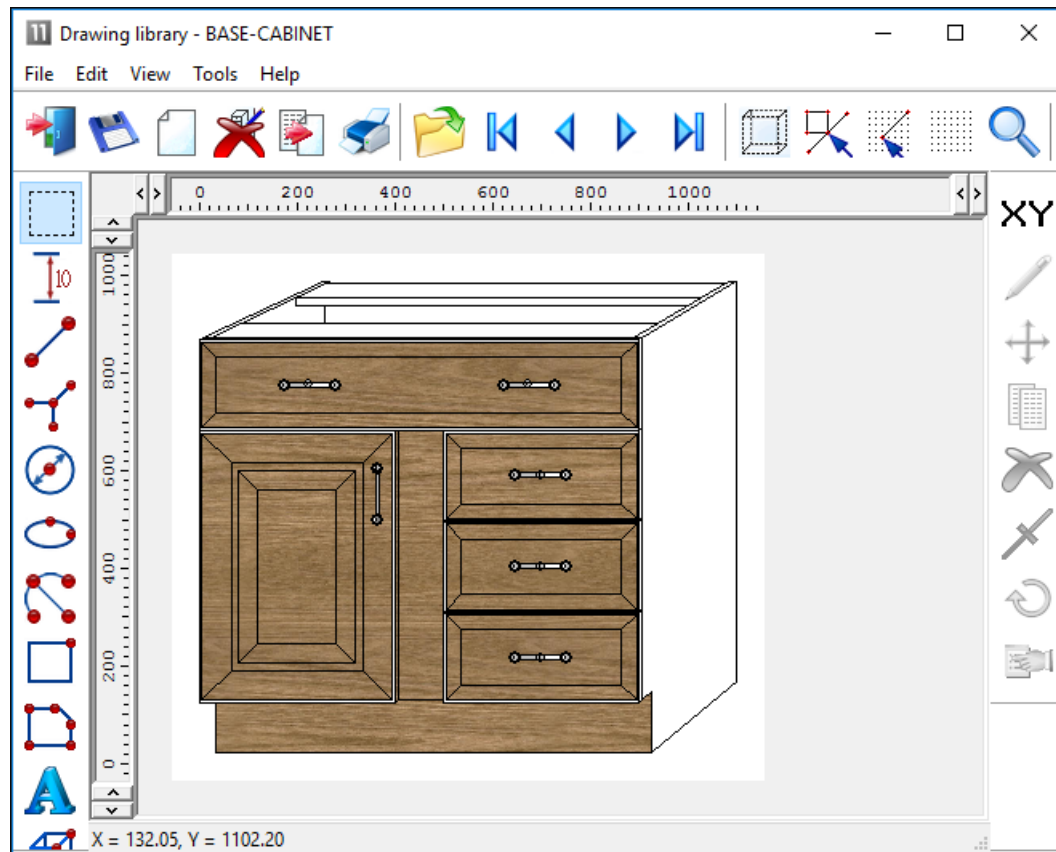 11 Drawing library - BASE-CABINET
File Edit View Tools Help
0 200 400 600 800 1000
XY
10
1000
800
600
400
200
0
A
X = 132.05, Y = 1102.20